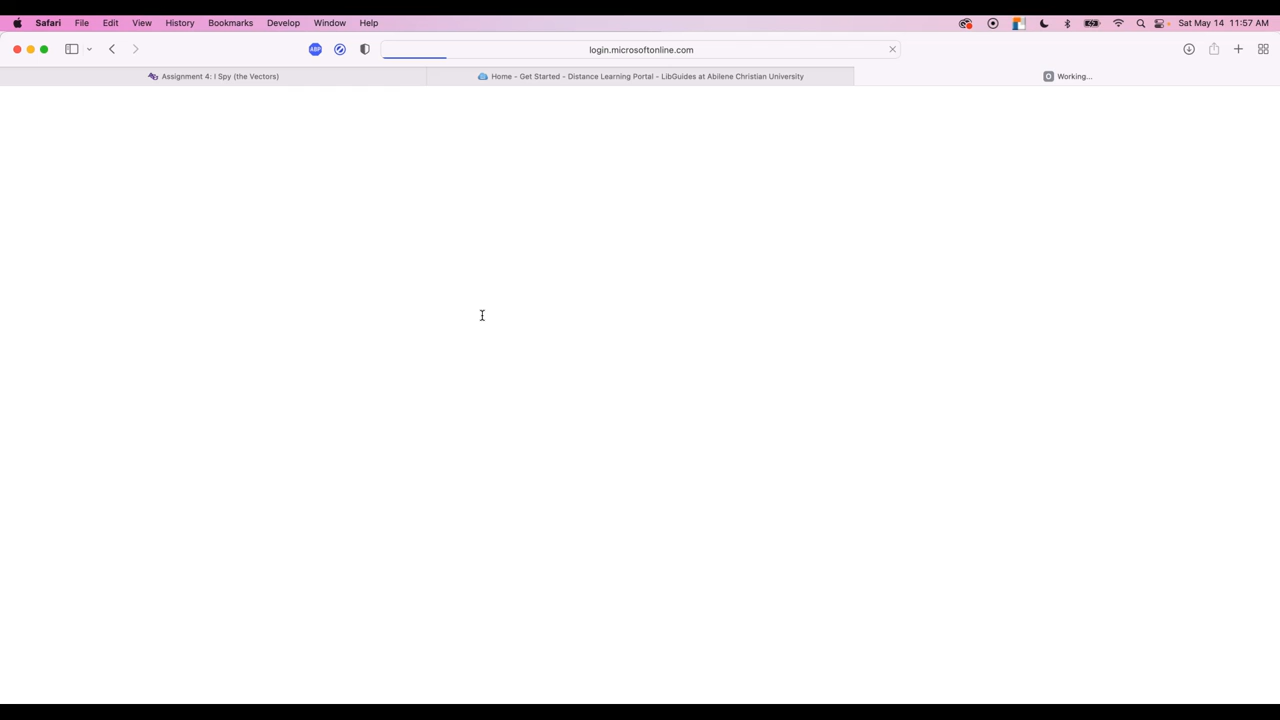 Safari File Edit View History Bookmarks Develop Window Help Sat May 14 11:57 AM
ABP login.microsoftonline.com
Assignment 4: I Spy (the Vectors) Home - Get Started - Distance Learning Portal - LibGuides at Abilene Christian University Working...